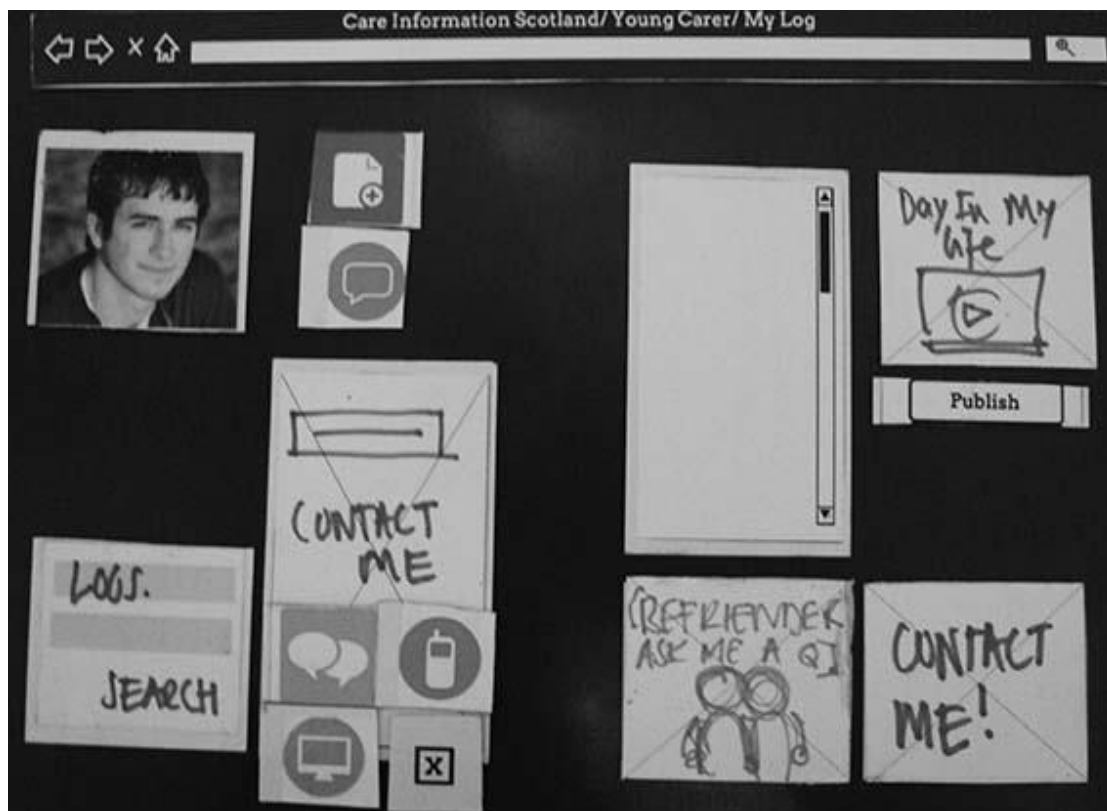 Care Information Scotland/ Young Carer/ My Log
Day In My
Life
Publish
CONTACT
ME
LOGS.
SEARCH
X
(BEFRIENDER
ASK ME A Q]
CONTACT
ME!